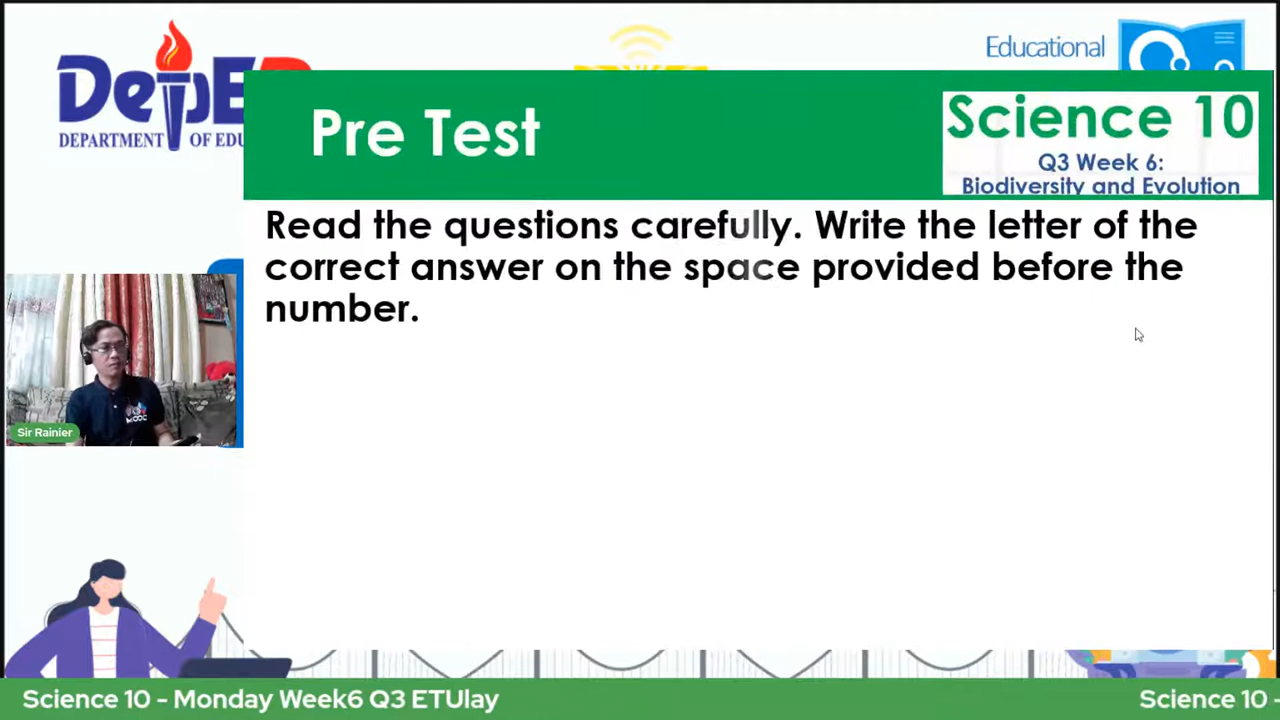 DepED
DEPARTMENT OF EDU
Educational
Pre Test
Science 10
Q3 Week 6:
Biodiversity and Evolution
Read the questions carefully. Write the letter of the
correct answer on the space provided before the
number.
MOOC
Sir Rainier
Science 10 - Monday Week6 Q3 ETUlay
Science 10 -